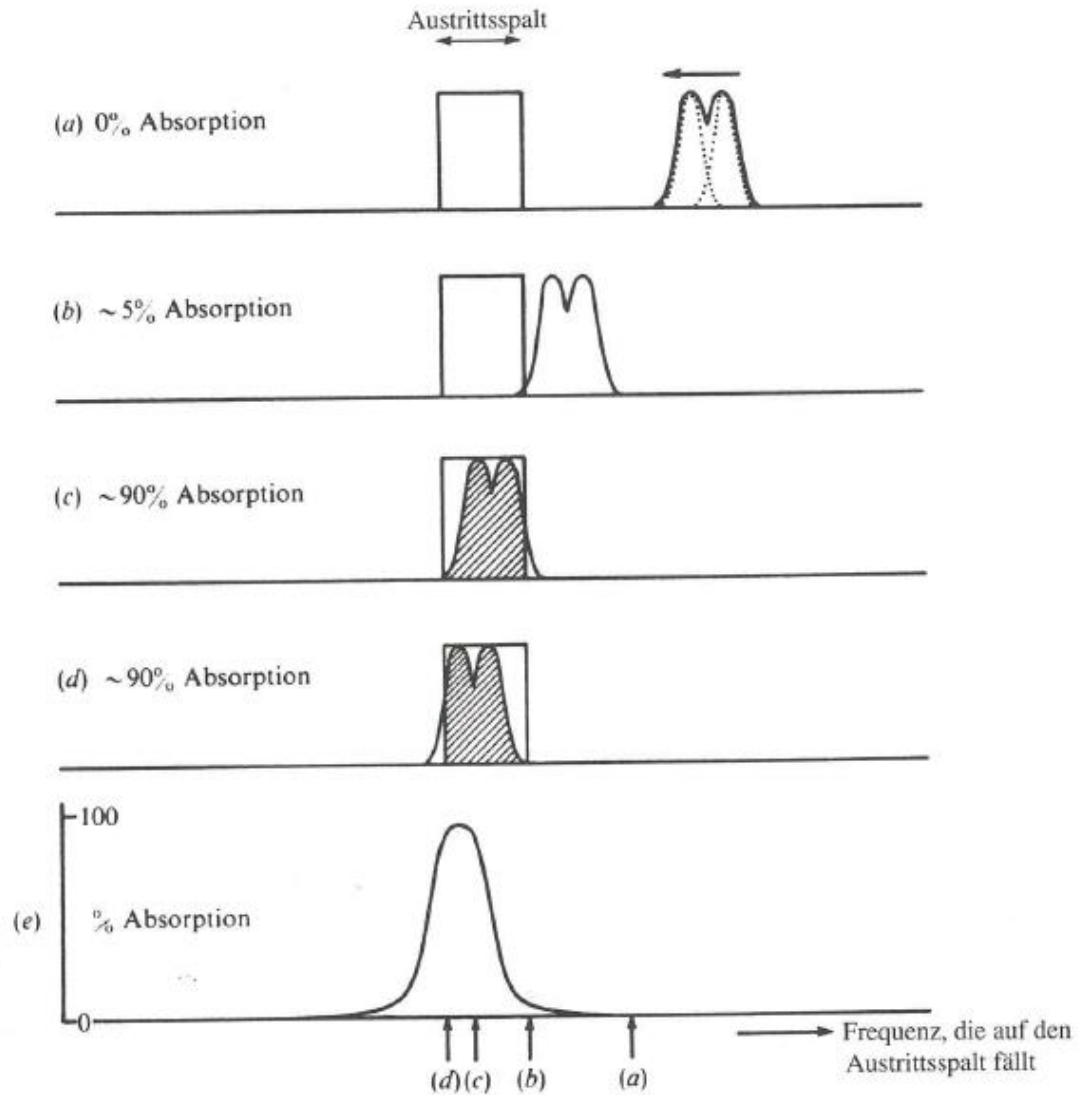 Austrittsspalt
(a) 0% Absorption
(b) ~5% Absorption
(c) ~90% Absorption
(d) ~90% Absorption
100
(e) % Absorption
0
(d) (c) (b) (a)
Frequenz, die auf den
Austrittsspalt fällt